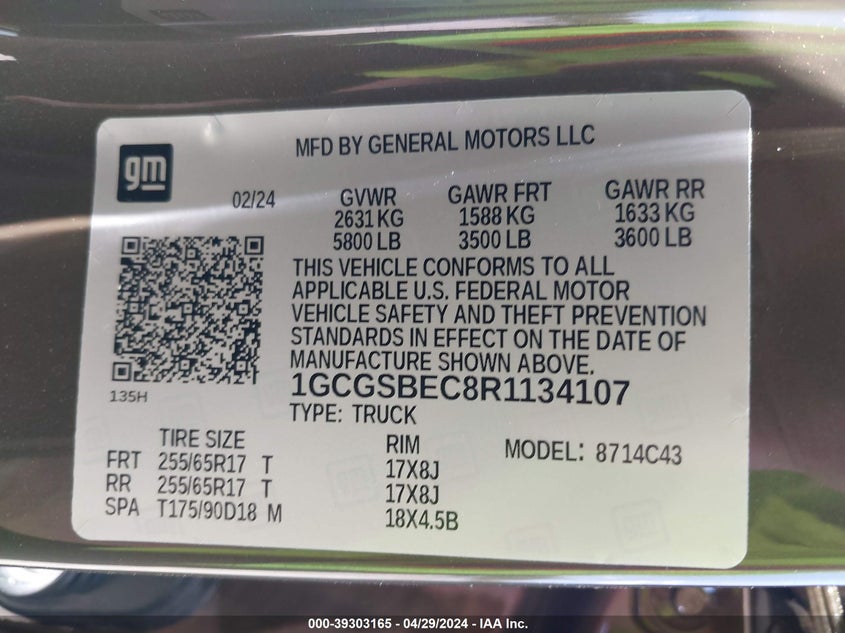 MFD BY GENERAL MOTORS LLC
gm
02/24 GVWR GAWR FRT GAWR RR
2631 KG 1588 KG 1633 KG
5800 LB 3500 LB 3600 LB
THIS VEHICLE CONFORMS TO ALL
APPLICABLE U.S. FEDERAL MOTOR
VEHICLE SAFETY AND THEFT PREVENTION
STANDARDS IN EFFECT ON THE DATE OF
MANUFACTURE SHOWN ABOVE.
1GCGSBEC8R1134107
135H
TYPE: TRUCK
TIRE SIZE RIM MODEL: 8714C43
FRT 255/65R17 T 17X8J
RR 255/65R17 T 17X8J
SPA T175/90D18 M 18X4.5B
000-39303165 - 04/29/2024 - IAA Inc.